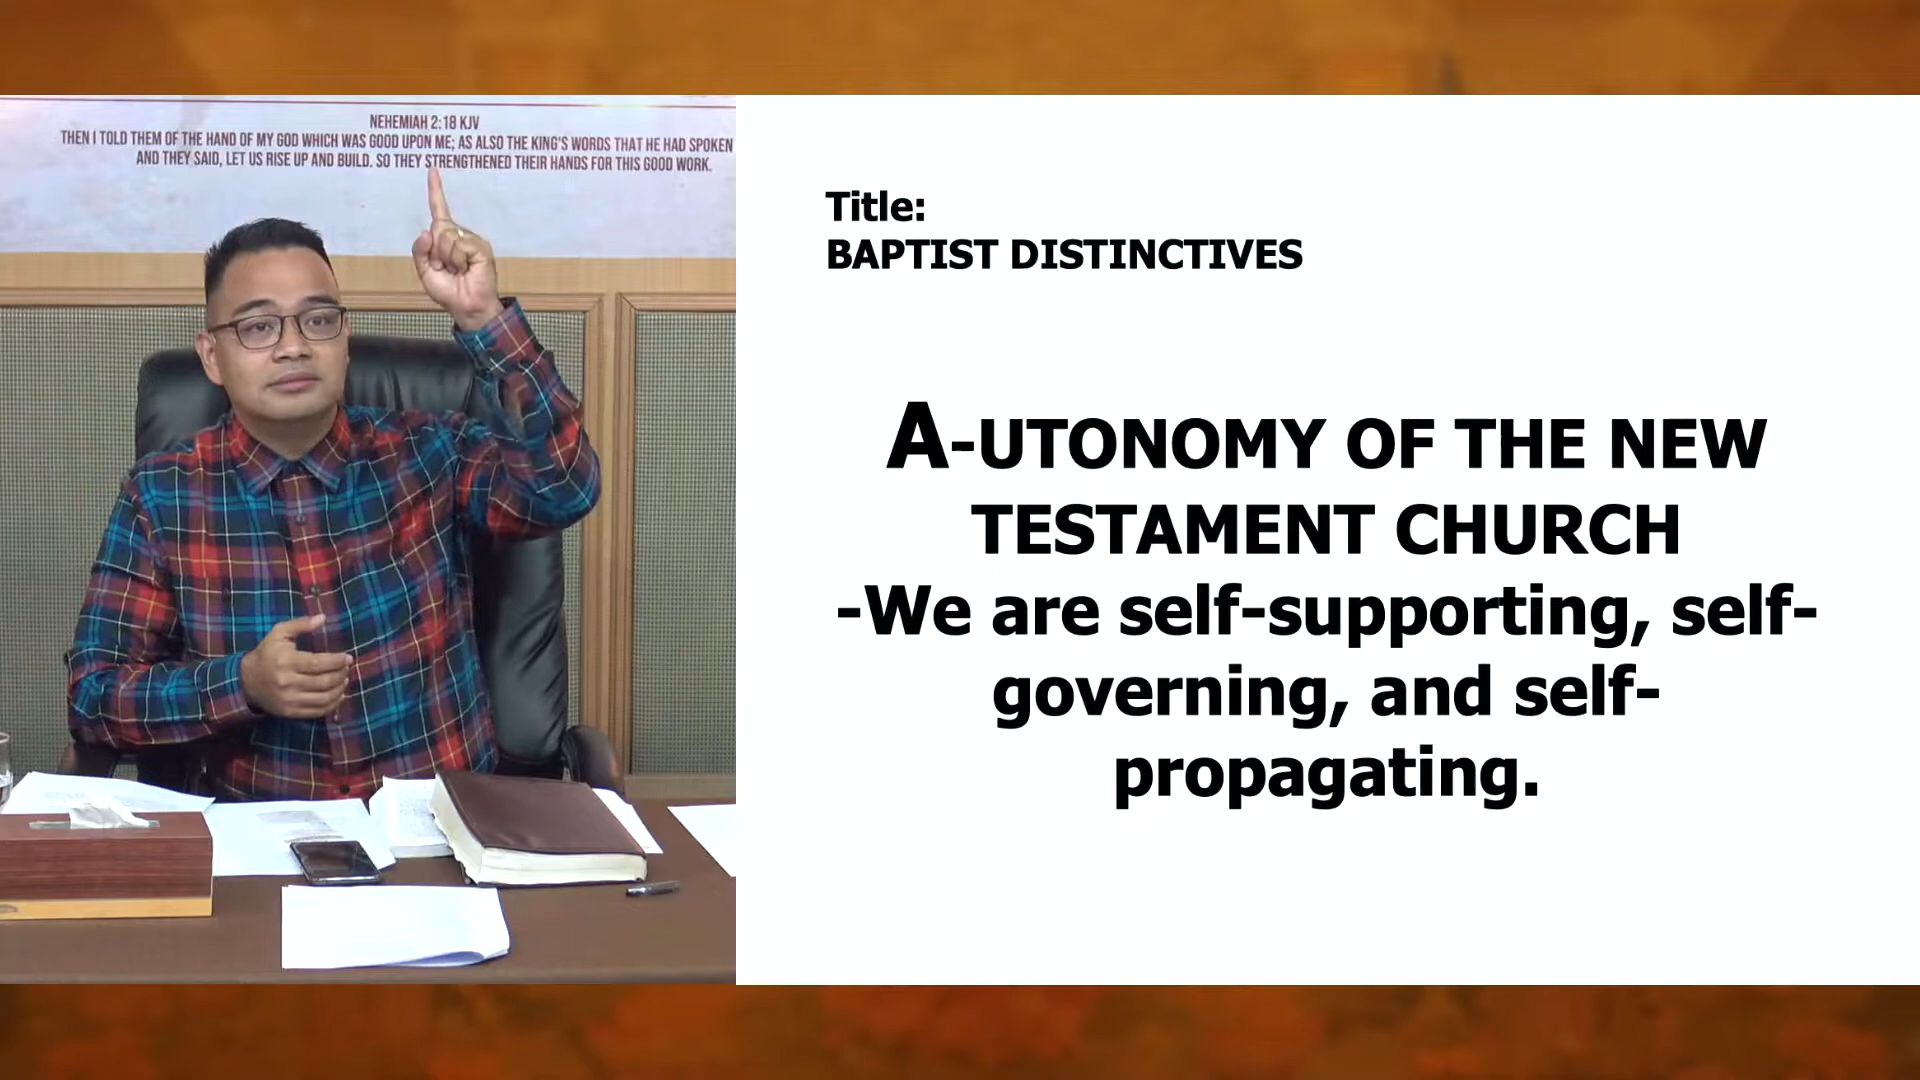 NEHEMIAH 2:18 KJV
THEN I TOLD THEM OF THE HAND OF MY GOD WHICH WAS GOOD UPON ME; AS ALSO THE KING'S WORDS THAT HE HAD SPOKEN
AND THEY SAID, LET US RISE UP AND BUILD. SO THEY STRENGTHENED THEIR HANDS FOR THIS GOOD WORK.
Title:
BAPTIST DISTINCTIVES
A-UTONOMY OF THE NEW
TESTAMENT CHURCH
-We are self-supporting, self-
governing, and self-
propagating.